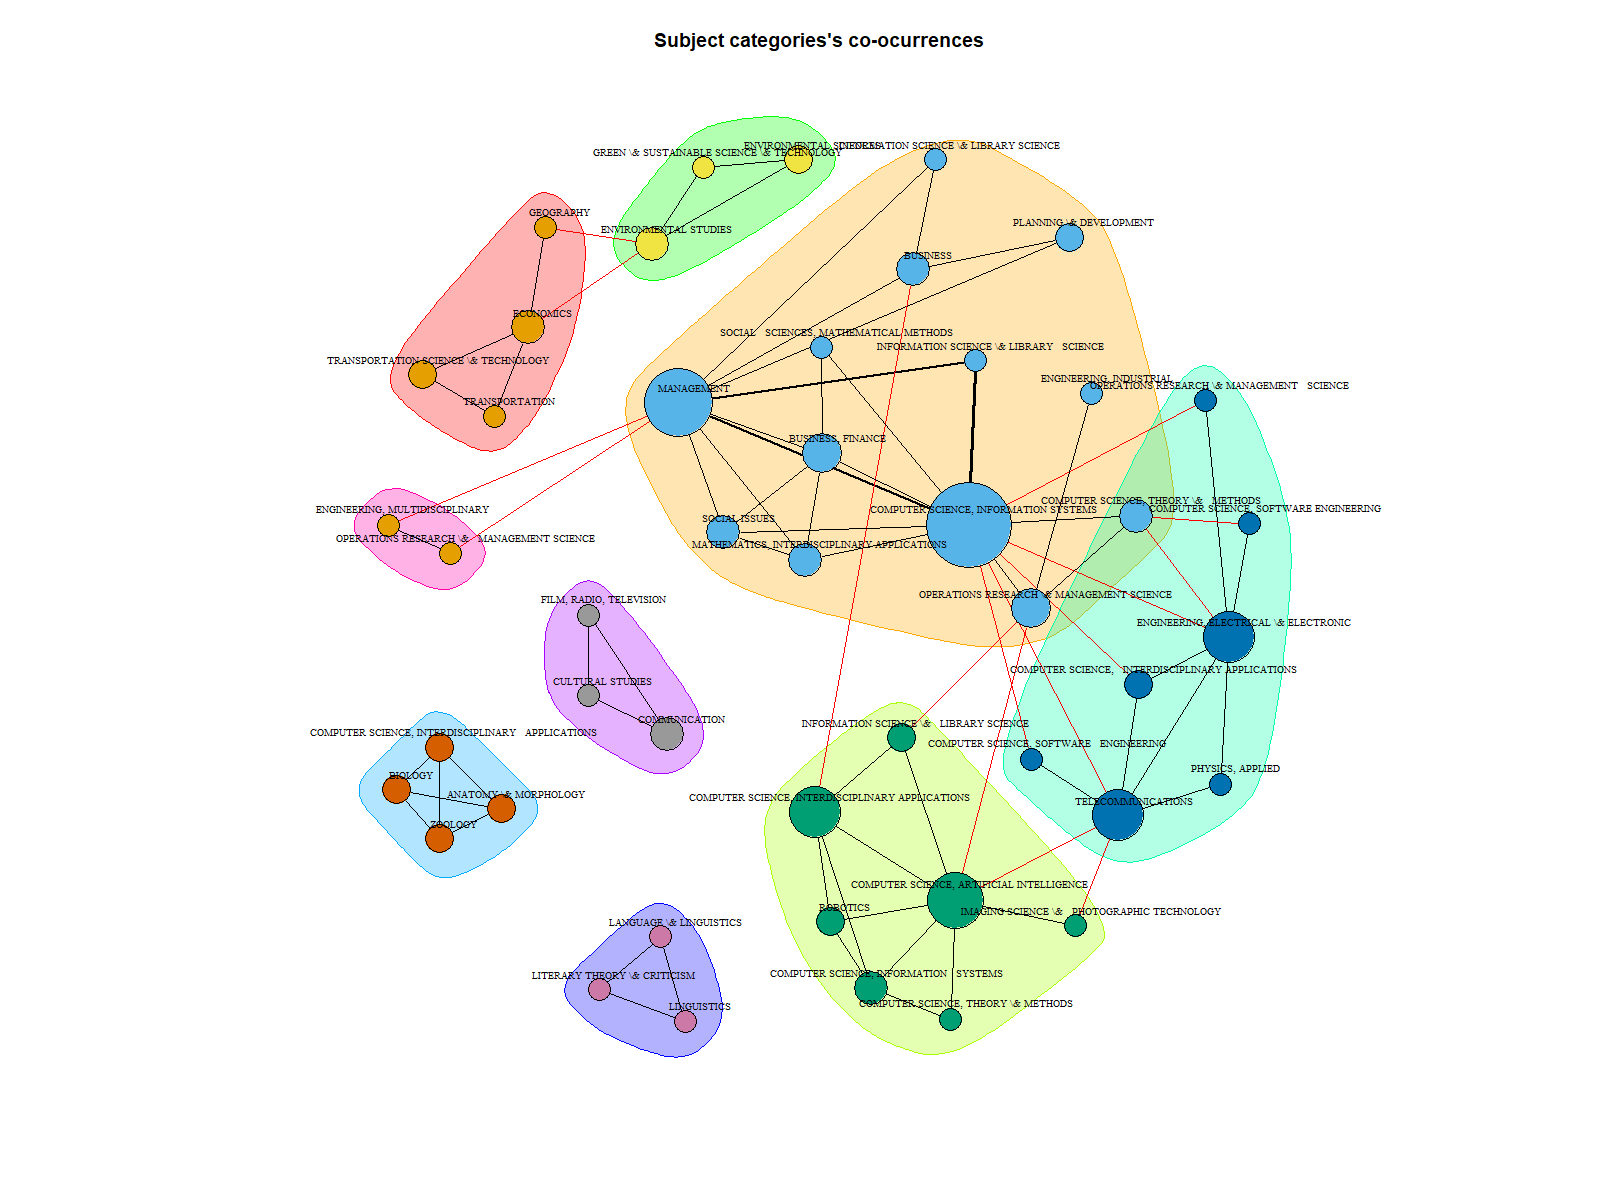 Subject categories's co-ocurrences
ENVIRONMENTAL SCIENCES
INFORMATION SCIENCE \& LIBRARY SCIENCE
GREEN \& SUSTAINABLE SCIENCE \& TECHNOLOGY
GEOGRAPHY
PLANNING \& DEVELOPMENT
ENVIRONMENTAL STUDIES
BUSINESS
ECONOMICS
SOCIAL   SCIENCES, MATHEMATICAL METHODS
INFORMATION SCIENCE \& LIBRARY   SCIENCE
TRANSPORTATION SCIENCE \& TECHNOLOGY
ENGINEERING, INDUSTRIAL
OPERATIONS RESEARCH \& MANAGEMENT   SCIENCE
MANAGEMENT
TRANSPORTATION
BUSINESS, FINANCE
COMPUTER SCIENCE, THEORY \&   METHODS
COMPUTER SCIENCE, SOFTWARE ENGINEERING
ENGINEERING, MULTIDISCIPLINARY
COMPUTER SCIENCE, INFORMATION SYSTEMS
SOCIAL ISSUES
OPERATIONS RESEARCH \&   MANAGEMENT SCIENCE
MATHEMATICS, INTERDISCIPLINARY APPLICATIONS
OPERATIONS RESEARCH \& MANAGEMENT SCIENCE
FILM, RADIO, TELEVISION
ENGINEERING, ELECTRICAL \& ELECTRONIC
COMPUTER SCIENCE,   INTERDISCIPLINARY APPLICATIONS
CULTURAL STUDIES
COMMUNICATION
INFORMATION SCIENCE \&   LIBRARY SCIENCE
COMPUTER SCIENCE, INTERDISCIPLINARY   APPLICATIONS
COMPUTER SCIENCE, SOFTWARE   ENGINEERING
PHYSICS, APPLIED
BIOLOGY
ANATOMY \& MORPHOLOGY
COMPUTER SCIENCE, INTERDISCIPLINARY APPLICATIONS
TELECOMMUNICATIONS
ZOOLOGY
COMPUTER SCIENCE, ARTIFICIAL INTELLIGENCE
ROBOTICS
IMAGING SCIENCE \&   PHOTOGRAPHIC TECHNOLOGY
LANGUAGE \& LINGUISTICS
LITERARY THEORY \& CRITICISM
COMPUTER SCIENCE, INFORMATION   SYSTEMS
LINGUISTICS
COMPUTER SCIENCE, THEORY \& METHODS